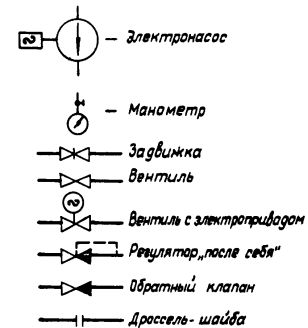 Электронасос
Манометр
Задвижка
Вентиль
Вентиль с электроприводом
Регулятор „после себя"
Обратный клапан
Дроссель-шайба